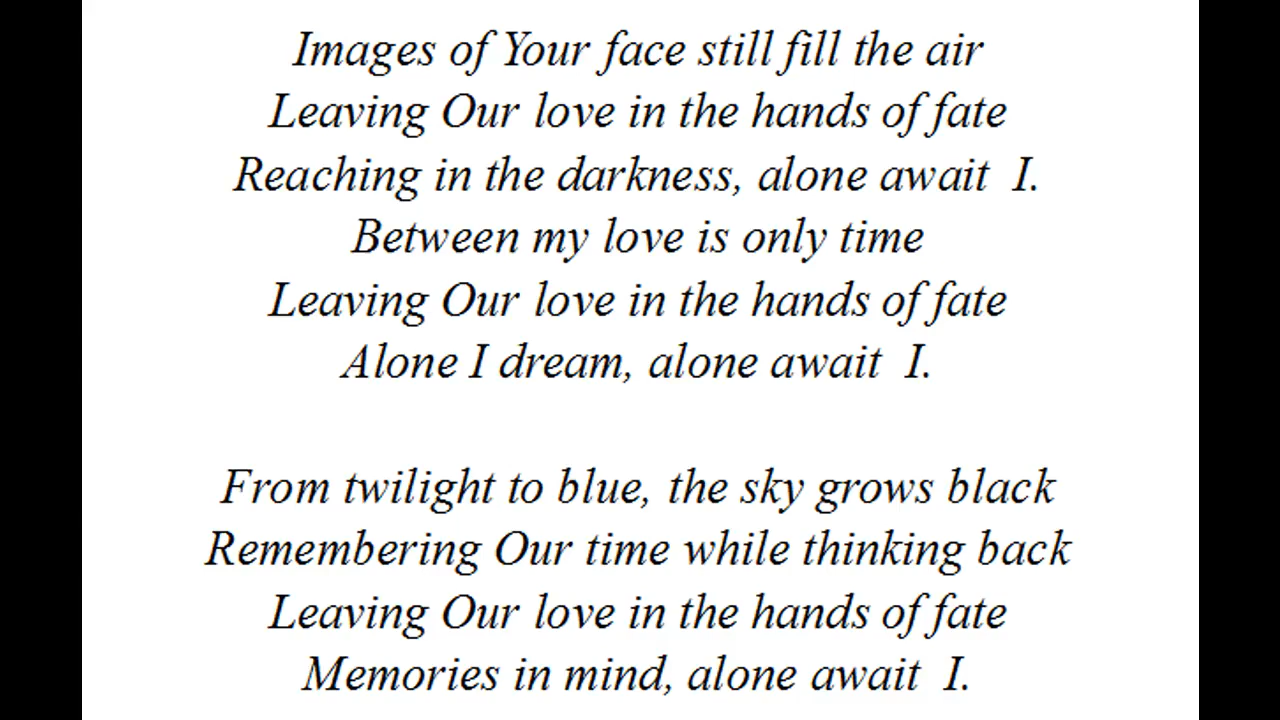 Images of Your face still fill the air
Leaving Our love in the hands of fate
Reaching in the darkness, alone await  I.
Between my love is only time
Leaving Our love in the hands of fate
Alone I dream, alone await  I.

From twilight to blue, the sky grows black
Remembering Our time while thinking back
Leaving Our love in the hands of fate
Memories in mind, alone await  I.